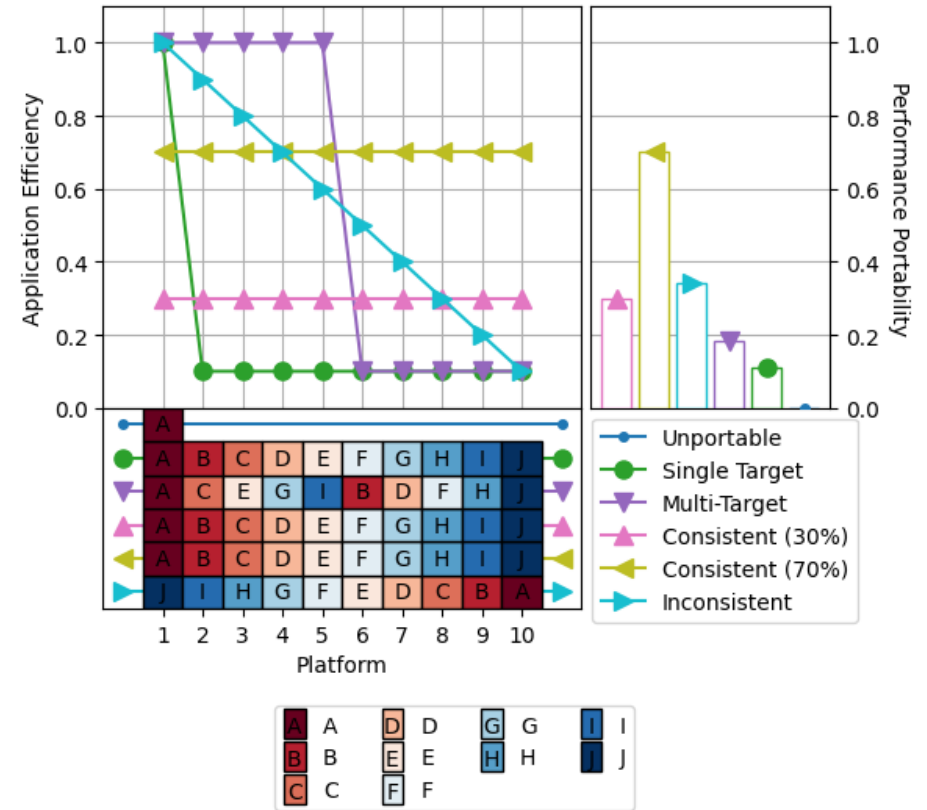 1.0 1.0
0.8 0.8
0.6 0.6
0.4 0.4
0.2 0.2
0.0 0.0
Application Efficiency
Performance Portability
A
A B C D E F G H I J
A C E G I B D F H J
A B C D E F G H I J
A B C D E F G H I J
J I H G F E D C B A
1 2 3 4 5 6 7 8 9 10
Platform
Unportable
Single Target
Multi-Target
Consistent (30%)
Consistent (70%)
Inconsistent
A A D D G G I I
B B E E H H J J
C C F F